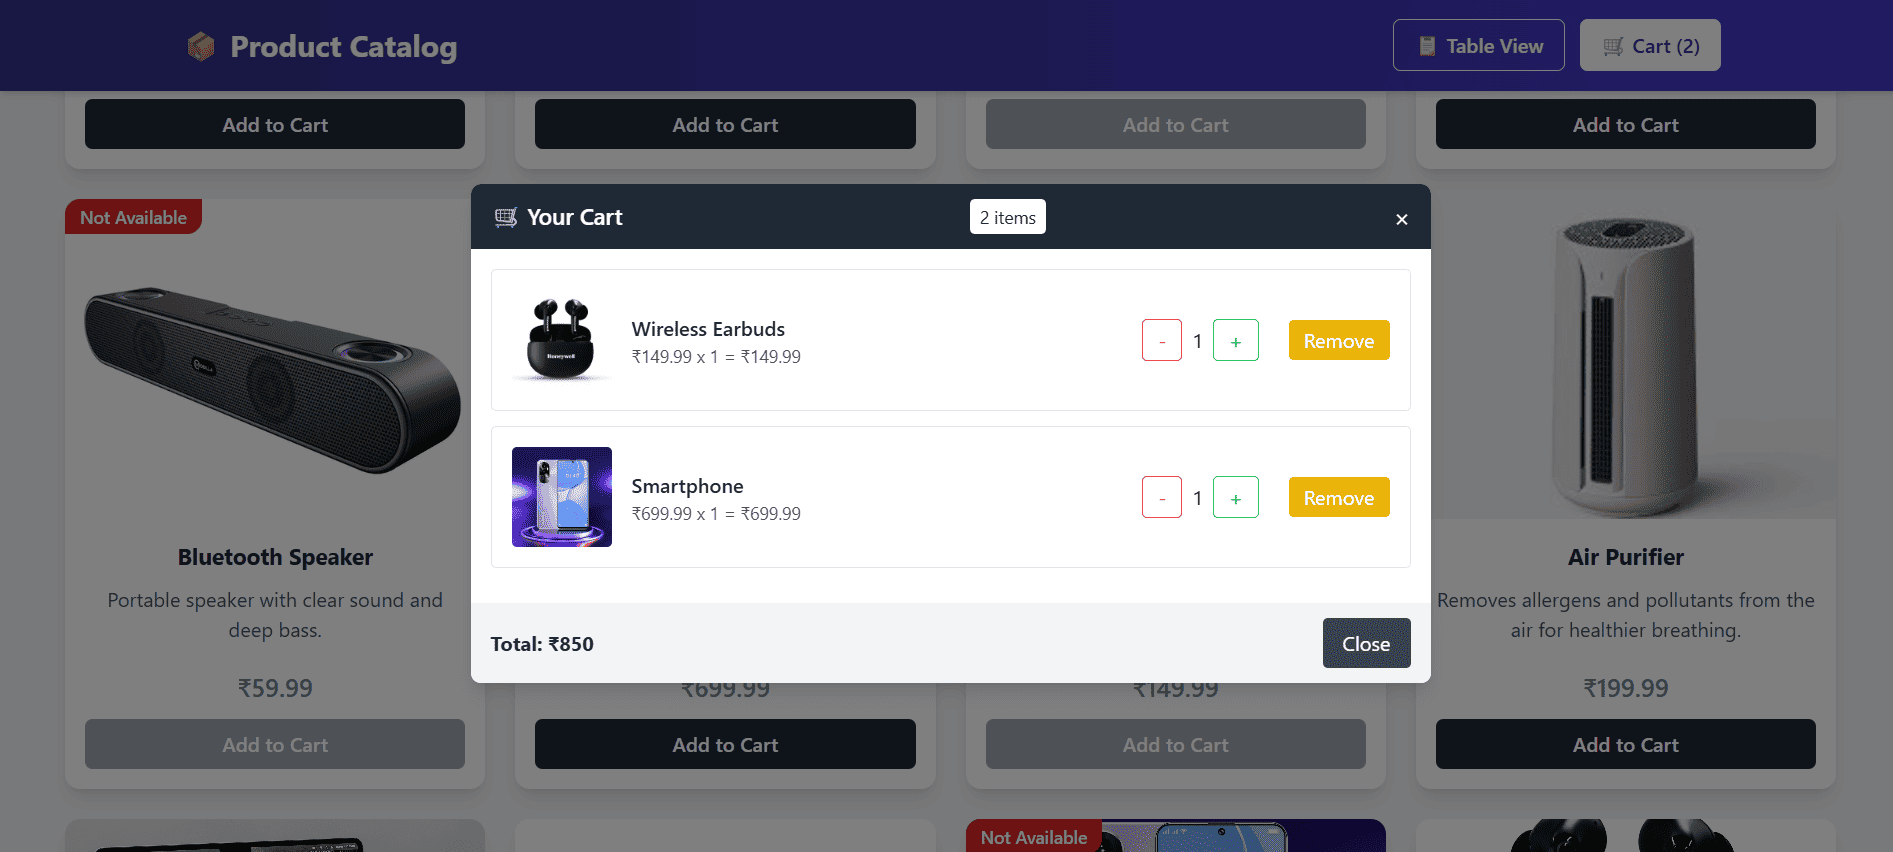 📦 Product Catalog
📋 Table View
🛒 Cart (2)
Add to Cart
Add to Cart
Add to Cart
Add to Cart
Not Available
🛒 Your Cart
2 items
×
Honeywell
Wireless Earbuds
₹149.99 x 1 = ₹149.99
- 1 +
Remove
Smartphone
₹699.99 x 1 = ₹699.99
- 1 +
Remove
Total: ₹850
Close
Bluetooth Speaker
Portable speaker with clear sound and
deep bass.
₹59.99
Add to Cart
₹699.99
Add to Cart
₹149.99
Add to Cart
Air Purifier
Removes allergens and pollutants from the
air for healthier breathing.
₹199.99
Add to Cart
Not Available